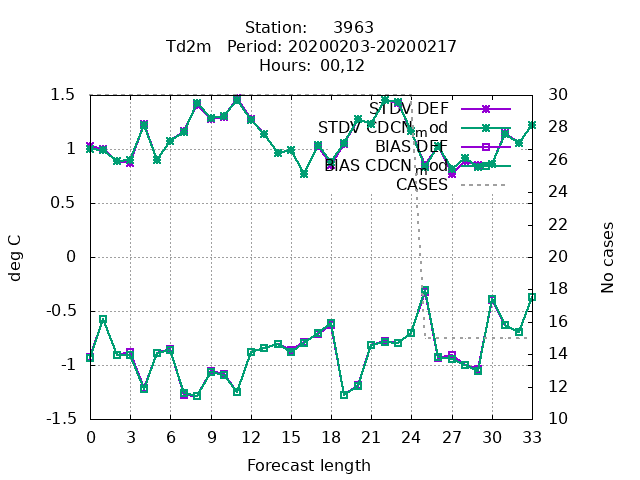 Station:     3963
Td2m   Period: 20200203-20200217
Hours:  00,12
1.5
1
0.5
0
-0.5
-1
-1.5
deg C
30
28
26
24
22
20
18
16
14
12
10
No cases
STDV DEF
STDV CDCN_mod
BIAS DEF
BIAS CDCN_mod
CASES
0 3 6 9 12 15 18 21 24 27 30 33
Forecast length